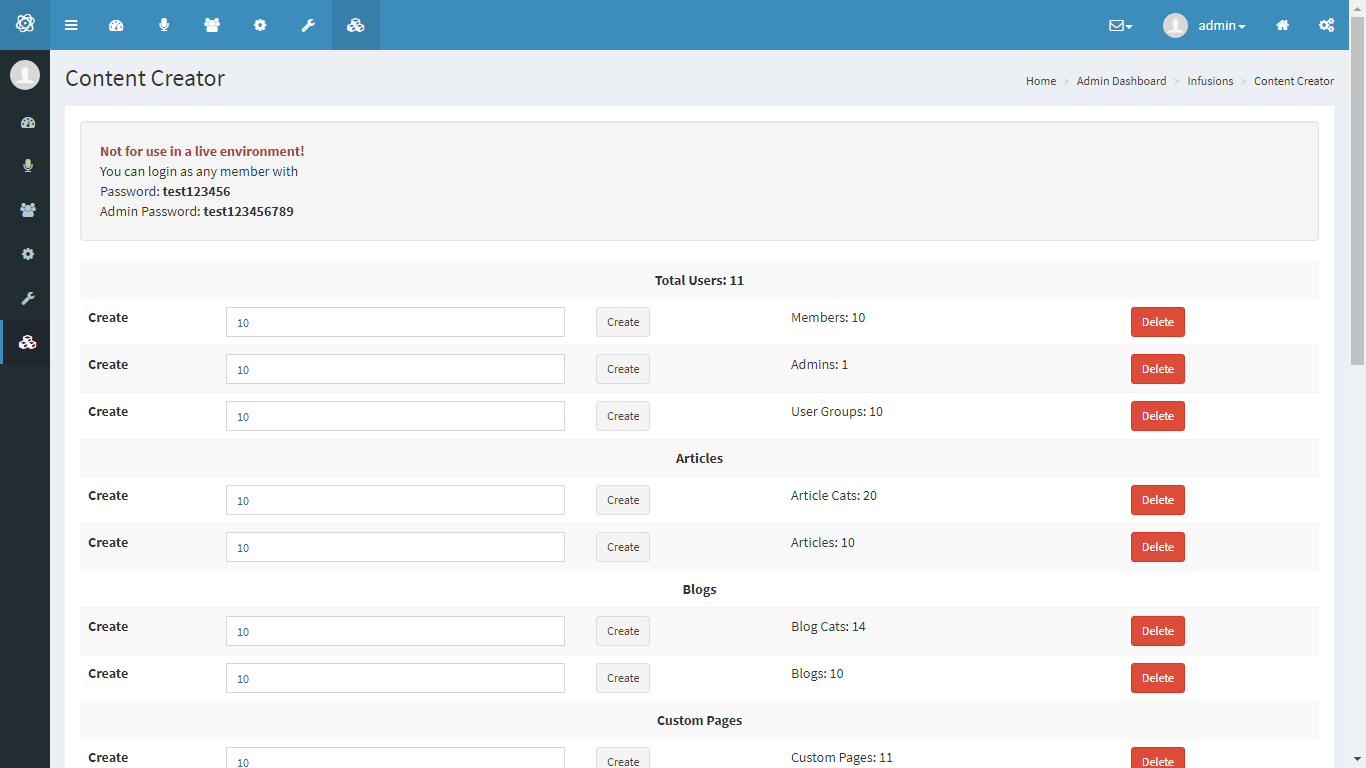 admin
Content Creator
Home > Admin Dashboard > Infusions > Content Creator
Not for use in a live environment!
You can login as any member with
Password: test123456
Admin Password: test123456789
Total Users: 11
Create 10 Create Members: 10 Delete
Create 10 Create Admins: 1 Delete
Create 10 Create User Groups: 10 Delete
Articles
Create 10 Create Article Cats: 20 Delete
Create 10 Create Articles: 10 Delete
Blogs
Create 10 Create Blog Cats: 14 Delete
Create 10 Create Blogs: 10 Delete
Custom Pages
Create 10 Create Custom Pages: 11 Delete